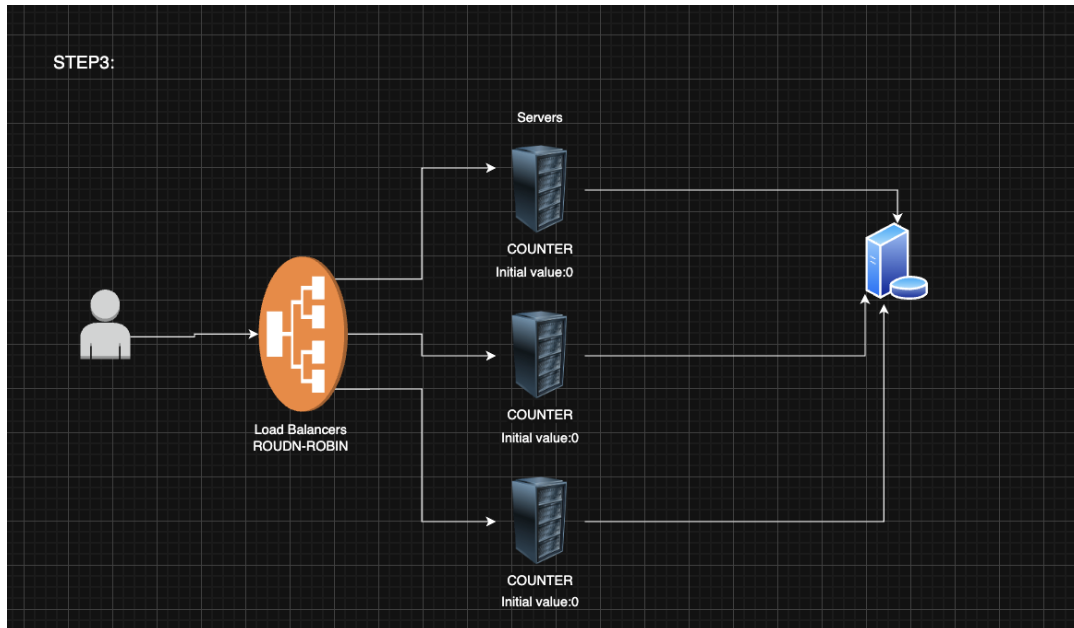 STEP3:
Servers
COUNTER
Initial value:0
Load Balancers
ROUDN-ROBIN
COUNTER
Initial value:0
COUNTER
Initial value:0